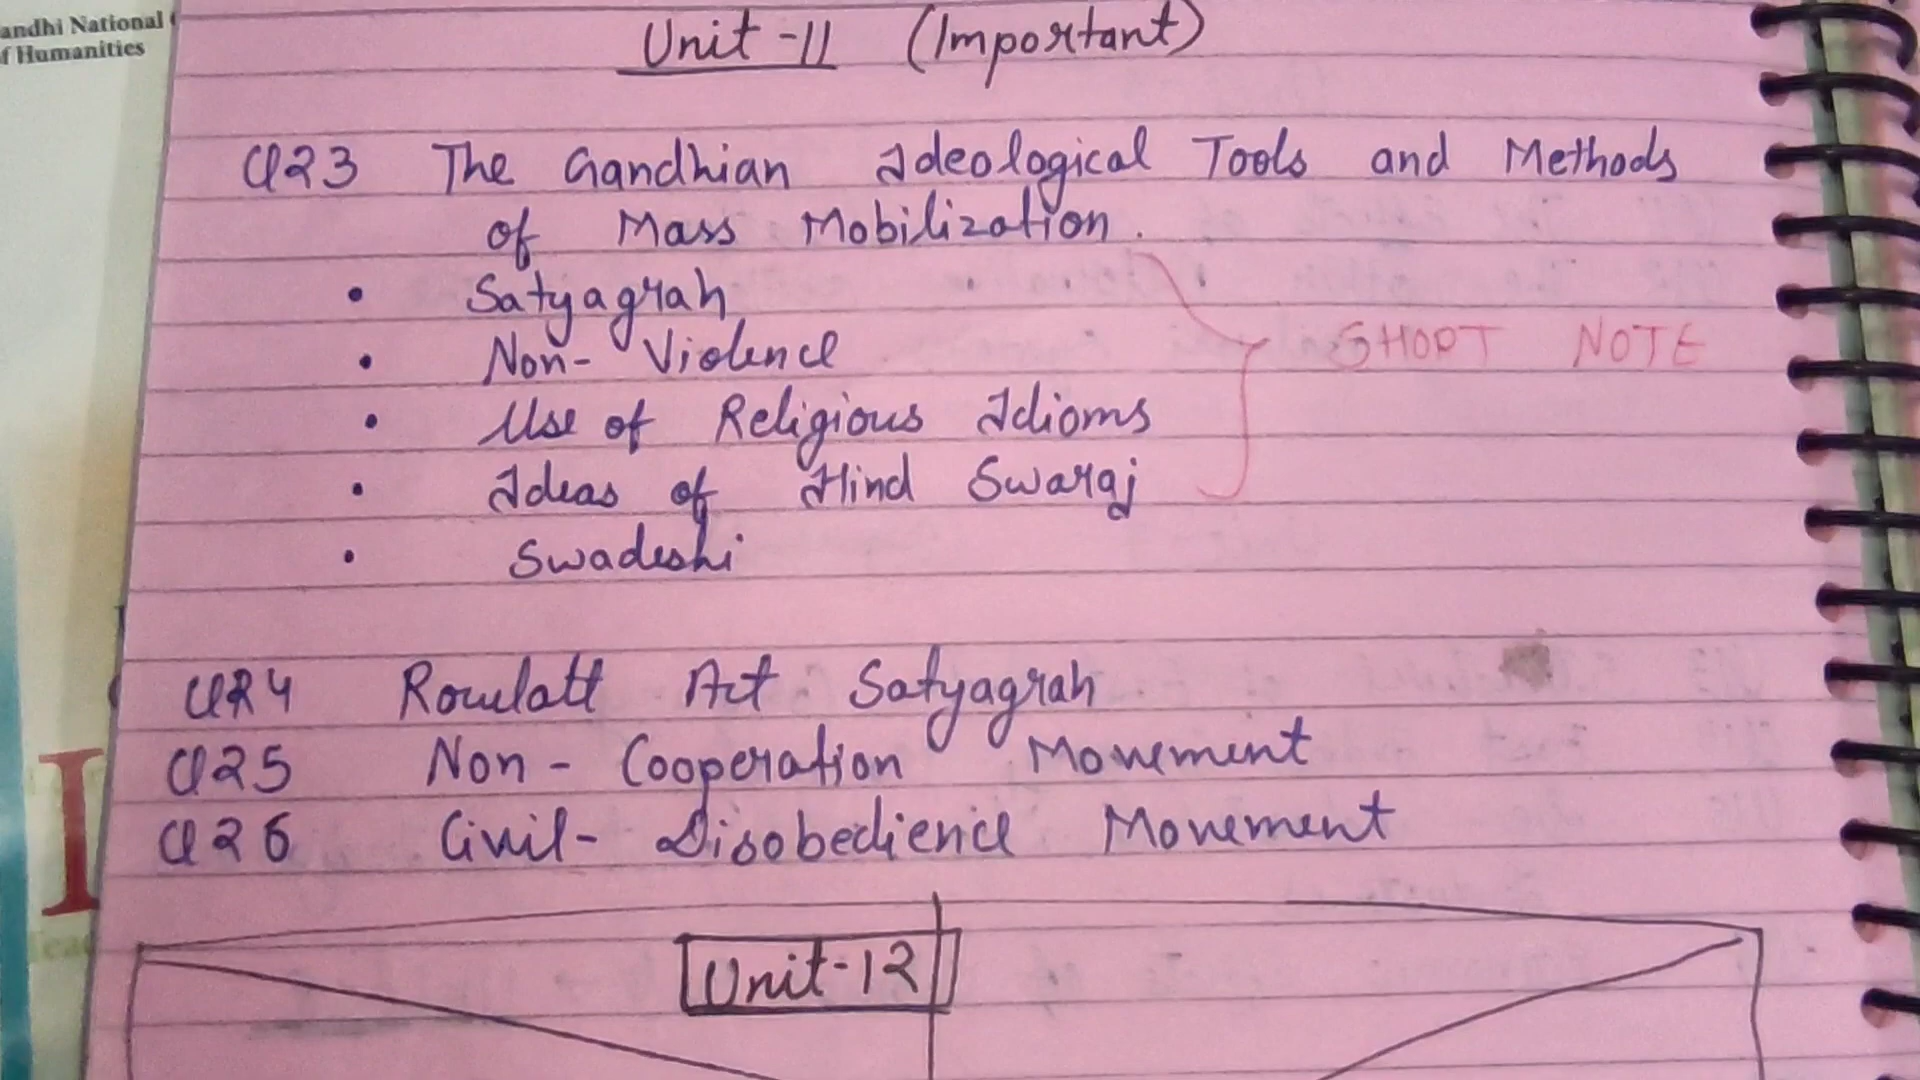 andhi National
f Humanities
Unit-11 (Important)
Q23 The Gandhian Ideological Tools and Methods
of Mass Mobilization.
• Satyagrah
• Non-Violence
• Use of Religious Idioms
• Ideas of Hind Swaraj
• Swadeshi
SHORT NOTE
Q24 Rowlatt Act Satyagrah
Q25 Non-Cooperation Movement
Q26 Civil-Disobedience Movement
Unit-12